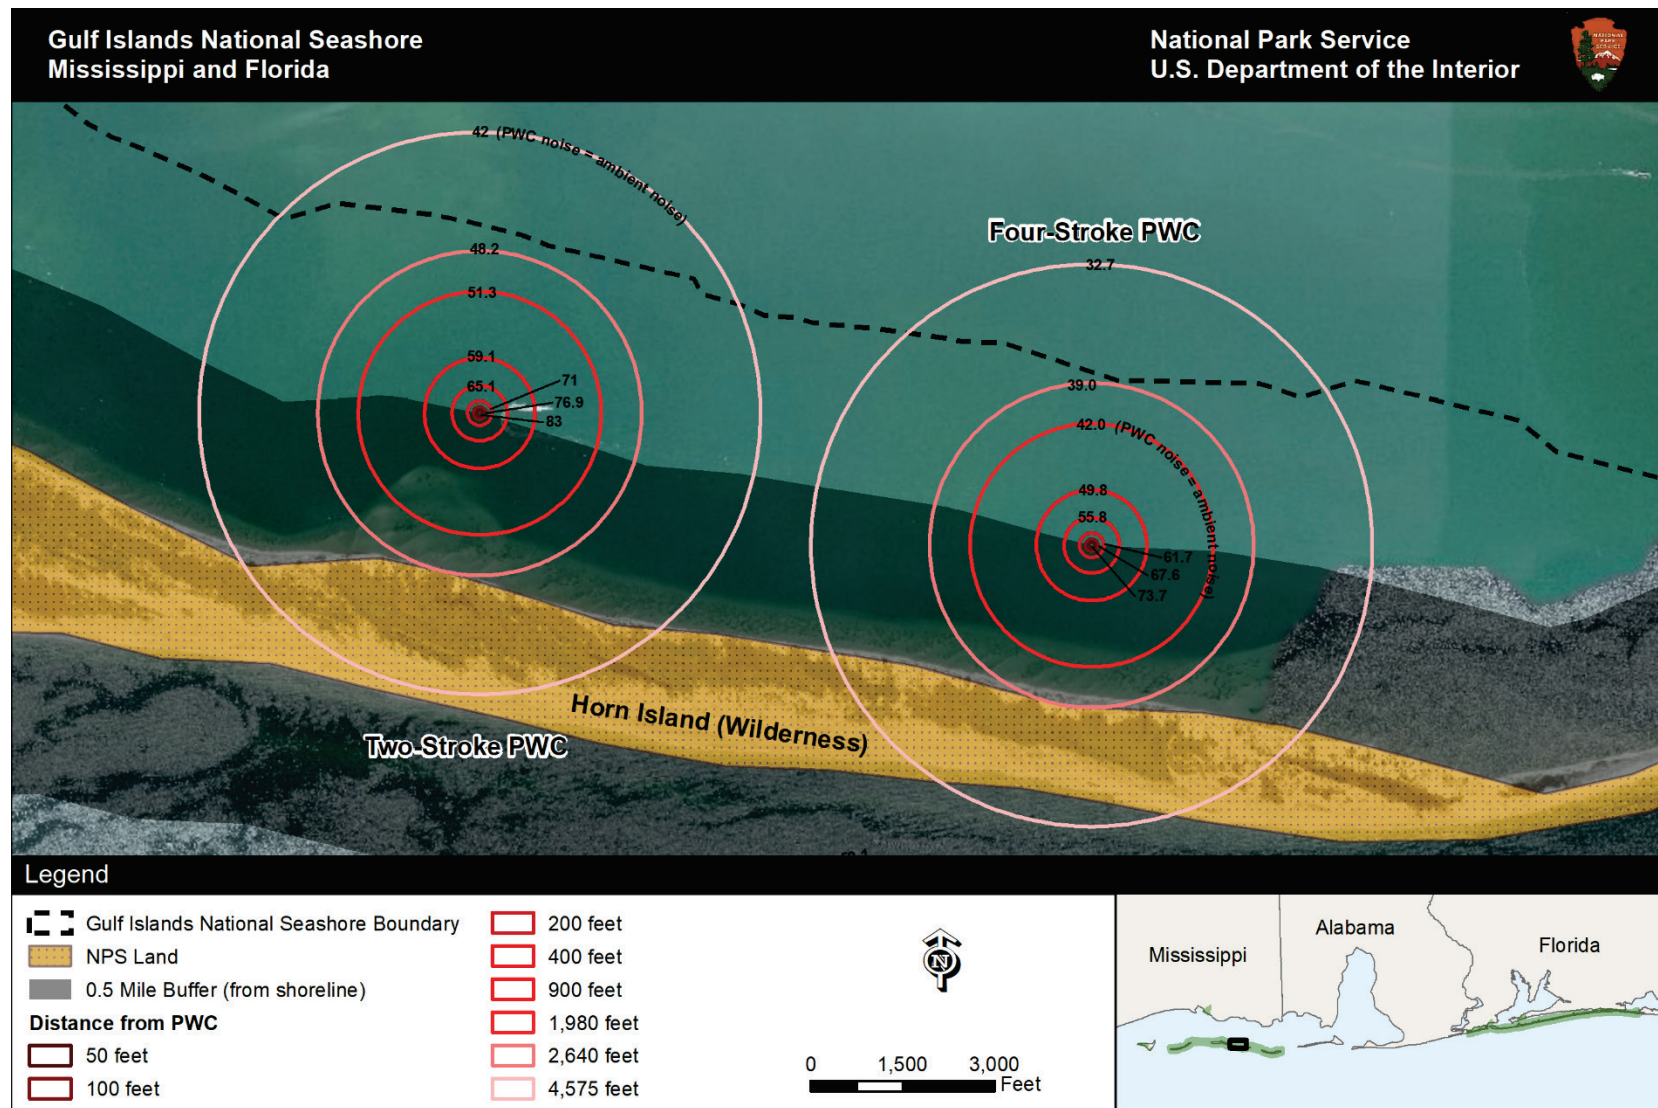 Gulf Islands National Seashore
Mississippi and Florida
National Park Service
U.S. Department of the Interior
NATIONAL
PARK
SERVICE
42 (PWC noise = ambient noise)
48.2
51.3
59.1
65.1
71
76.9
83
Two-Stroke PWC
Four-Stroke PWC
32.7
39.0
42.0 (PWC noise = ambient noise)
49.8
55.8
61.7
67.6
73.7
Horn Island (Wilderness)
Legend
Gulf Islands National Seashore Boundary
NPS Land
0.5 Mile Buffer (from shoreline)
Distance from PWC
50 feet
100 feet
200 feet
400 feet
900 feet
1,980 feet
2,640 feet
4,575 feet
N
0 1,500 3,000
Feet
Mississippi
Alabama
Florida